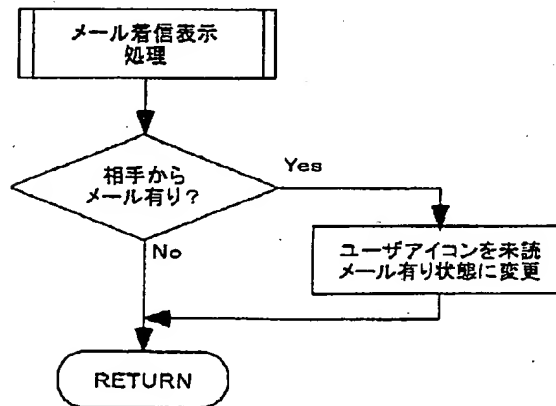 メール着信表示
処理
相手から
メール有り？
Yes
No
ユーザアイコンを未読
メール有り状態に変更
RETURN